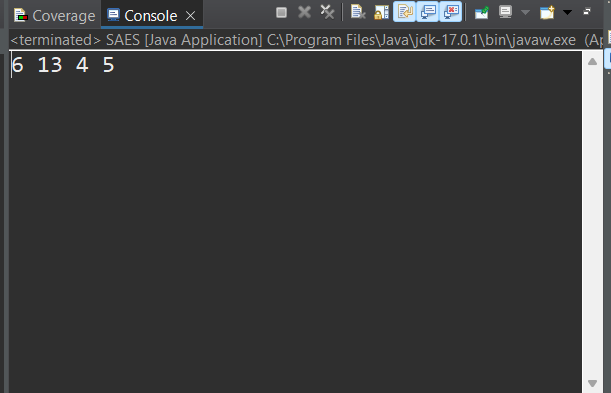 Coverage Console
<terminated> SAES [Java Application] C:\Program Files\Java\jdk-17.0.1\bin\javaw.exe (Ap
6 13 4 5